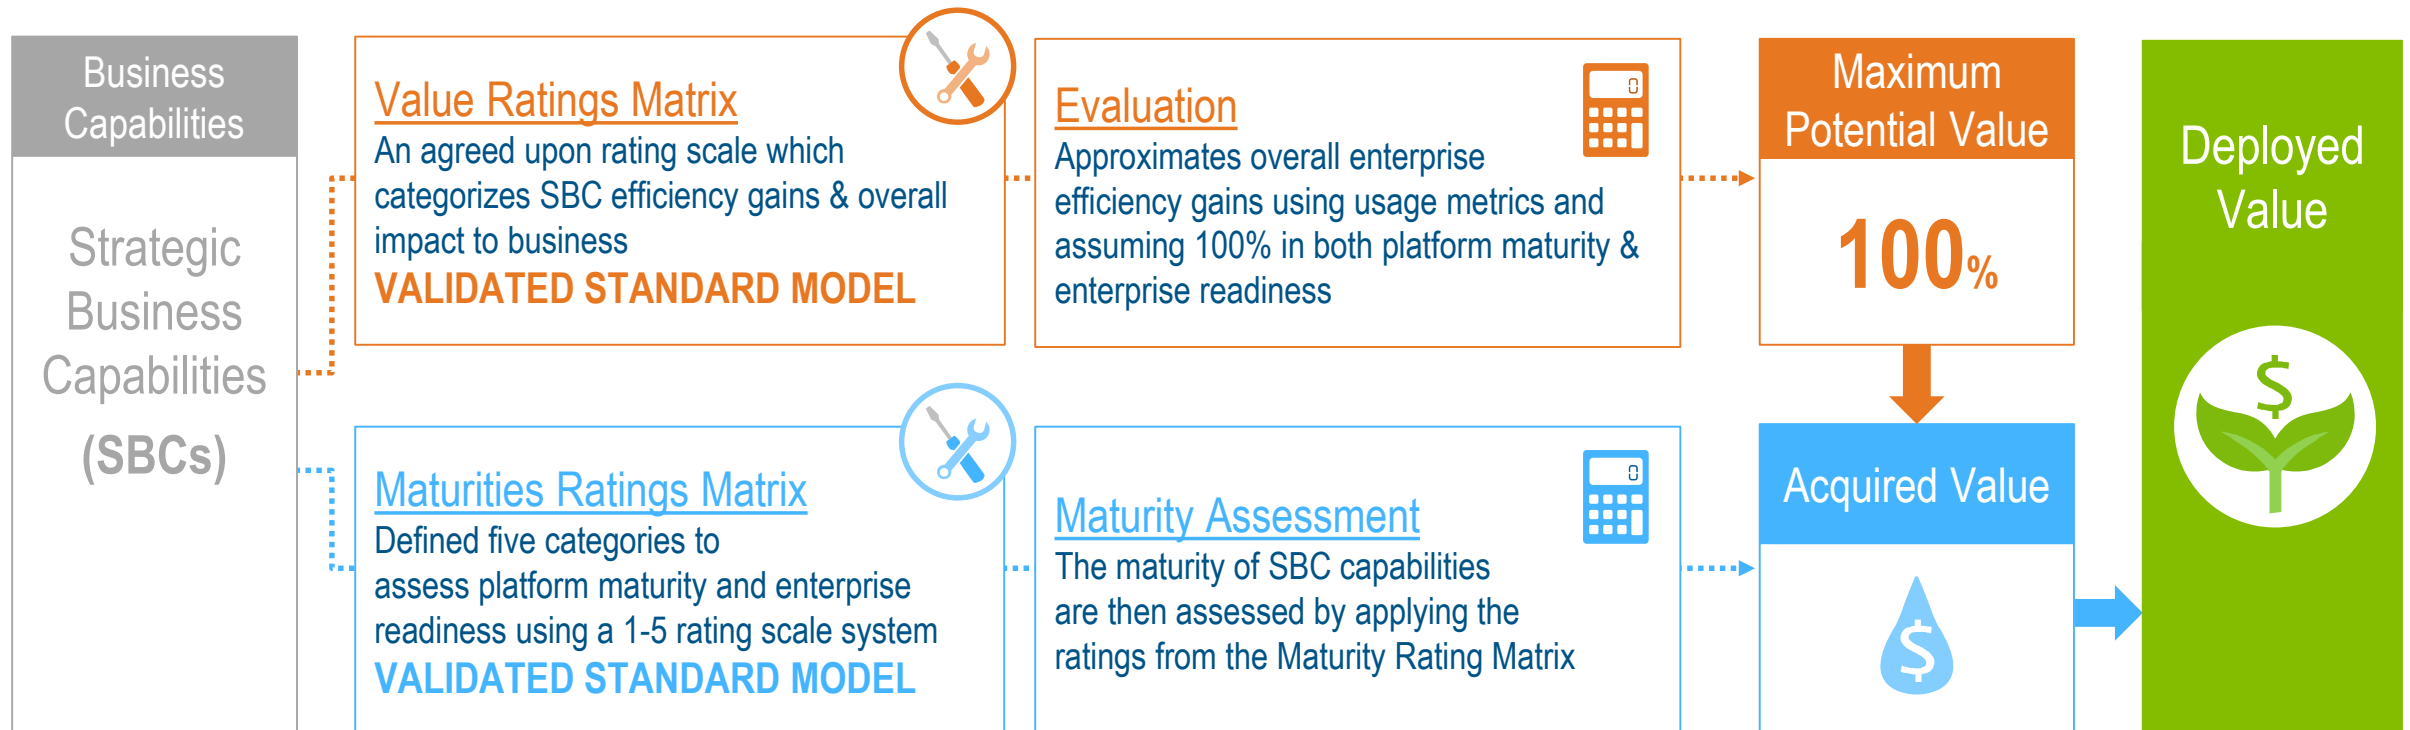 Business
Capabilities
Strategic
Business
Capabilities
(SBCs)
Value Ratings Matrix
An agreed upon rating scale which
categorizes SBC efficiency gains & overall
impact to business
VALIDATED STANDARD MODEL
Evaluation
0
Approximates overall enterprise
efficiency gains using usage metrics and
assuming 100% in both platform maturity &
enterprise readiness
Maximum
Potential Value
100%
Maturities Ratings Matrix
Defined five categories to
assess platform maturity and enterprise
readiness using a 1-5 rating scale system
VALIDATED STANDARD MODEL
Maturity Assessment
0
The maturity of SBC capabilities
are then assessed by applying the
ratings from the Maturity Rating Matrix
Acquired Value
$
Deployed
Value
$